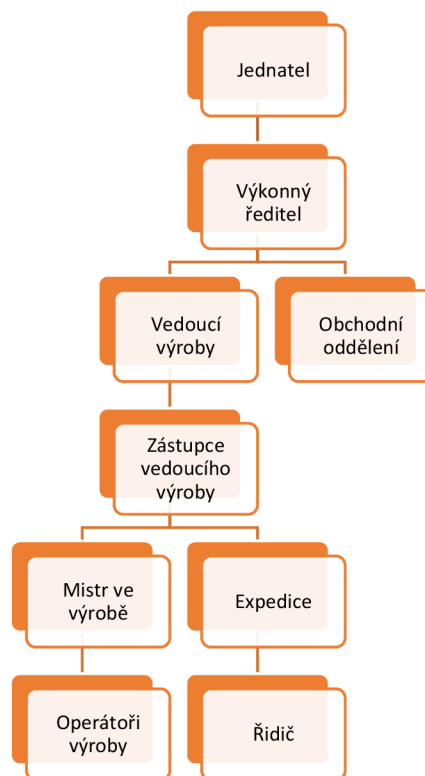 Jednatel
Výkonný
ředitel
Vedoucí
výroby
Obchodní
oddělení
Zástupce
vedoucího
výroby
Mistr ve
výrobě
Expedice
Operátoři
výroby
Řidič